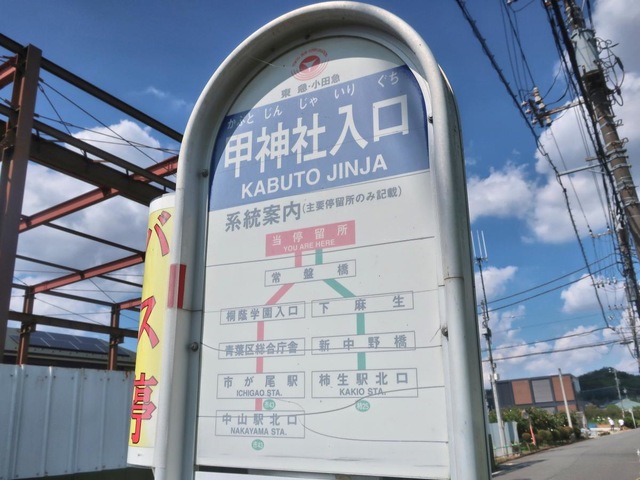 東急・小田急
かぶとじんじゃいりぐち
甲神社入口
KABUTO JINJA
系統案内(主要停留所のみ記載)
当停留所
YOU ARE HERE
常盤橋
桐蔭学園入口 下麻生
青葉区総合庁舎 新中野橋
市が尾駅 柿生駅北口
ICHIGAO STA. KAKIO STA.
中山駅北口
NAKAYAMA STA.
バス停